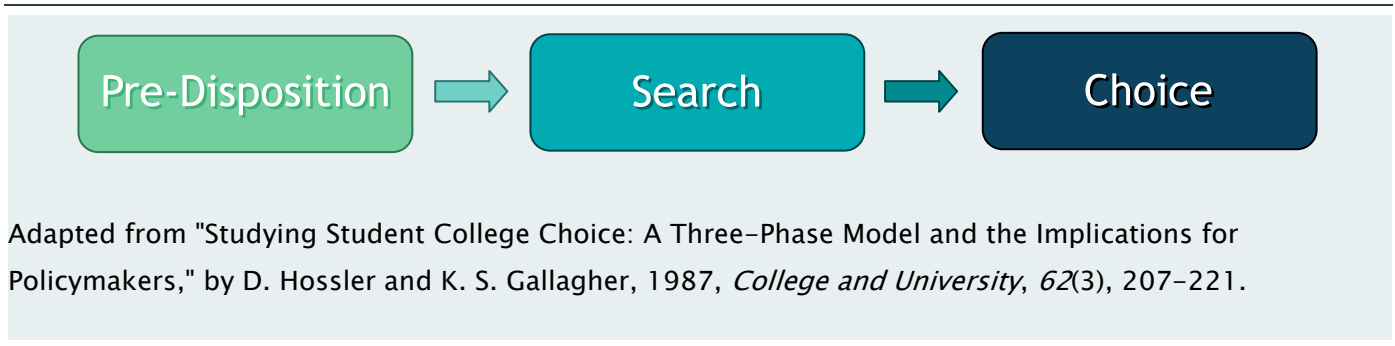 Pre-Disposition Search Choice
Adapted from "Studying Student College Choice: A Three-Phase Model and the Implications for
Policymakers," by D. Hossler and K. S. Gallagher, 1987, College and University, 62(3), 207-221.